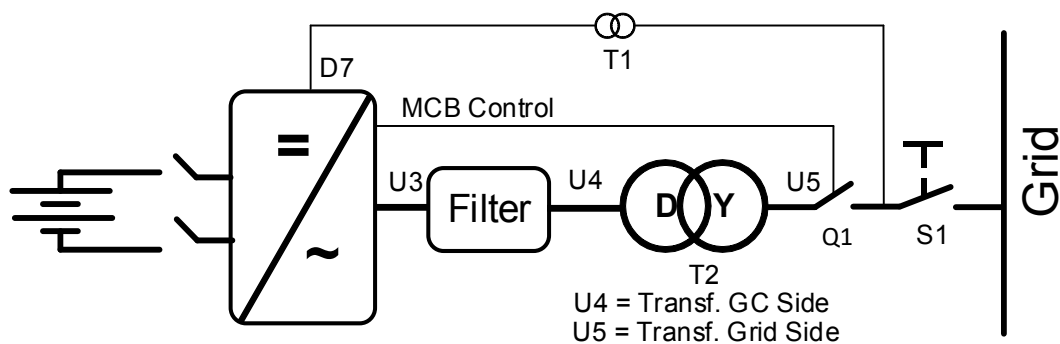 T1
D7
MCB Control
=
~
U3
Filter
U4
D Y
U5
Q1
S1
Grid
T2
U4 = Transf. GC Side
U5 = Transf. Grid Side